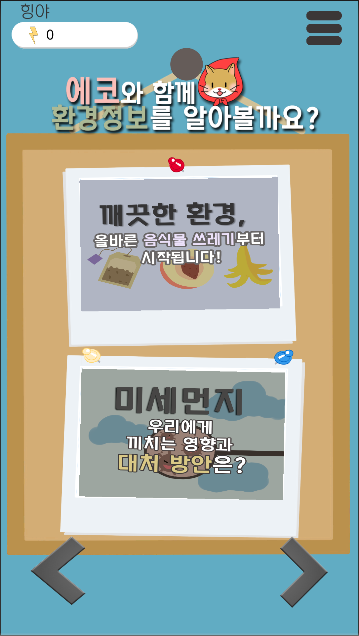 힝야
0
에코와 함께
환경정보를 알아볼까요?
깨끗한 환경,
올바른 음식물 쓰레기부터
시작됩니다!
미세먼지
우리에게
끼치는 영향과
대처 방안은?